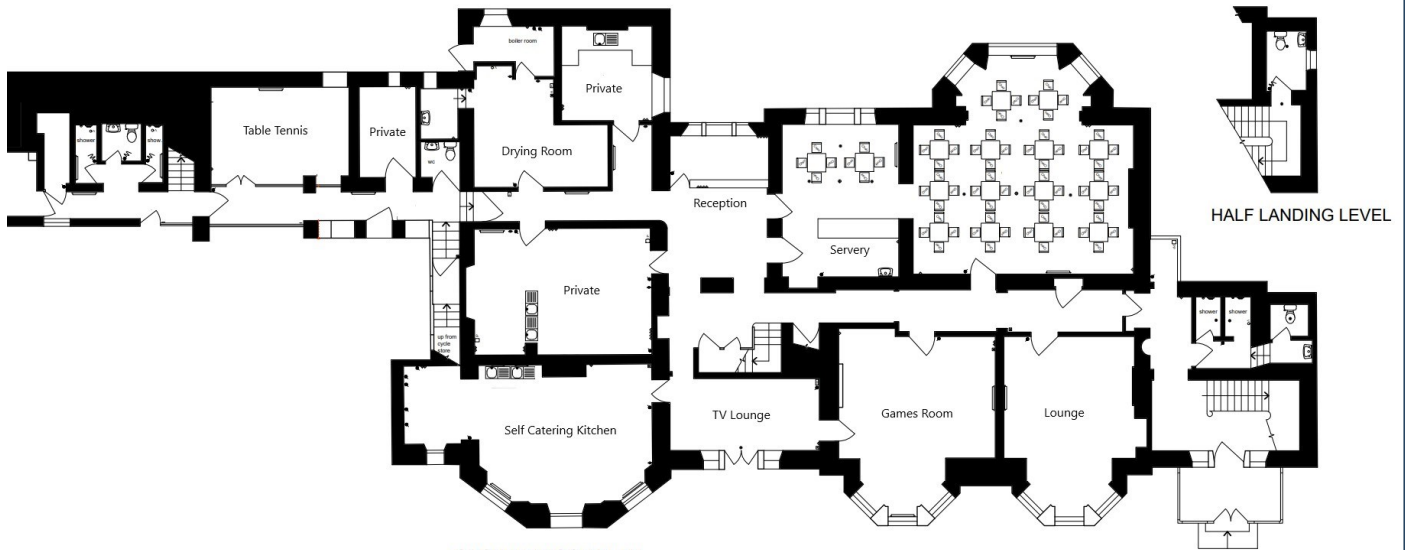 boiler room
Private
Table Tennis
Private
shower
show
Drying Room
wc
Reception
HALF LANDING LEVEL
Servery
Private
up from
cycle
store
shower
shower
TV Lounge
Games Room
Lounge
Self Catering Kitchen